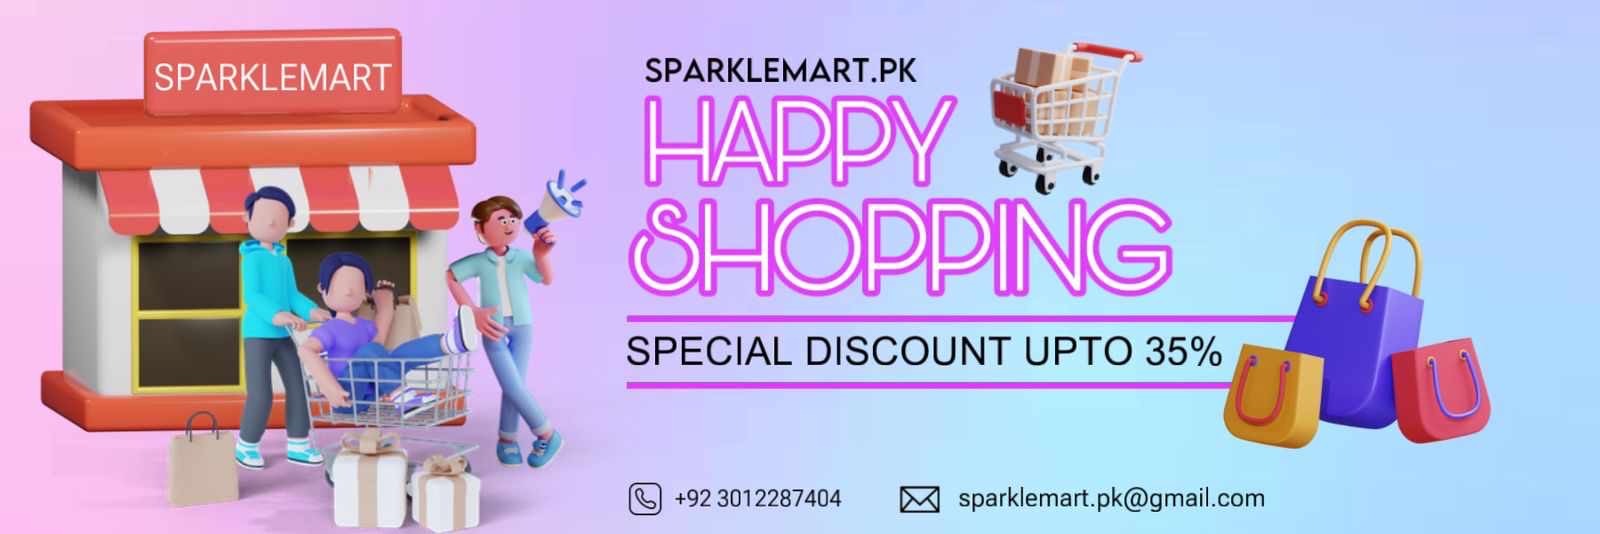 SPARKLEMART
SPARKLEMART.PK
HAPPY
SHOPPING
SPECIAL DISCOUNT UPTO 35%
+92 3012287404
sparklemart.pk@gmail.com